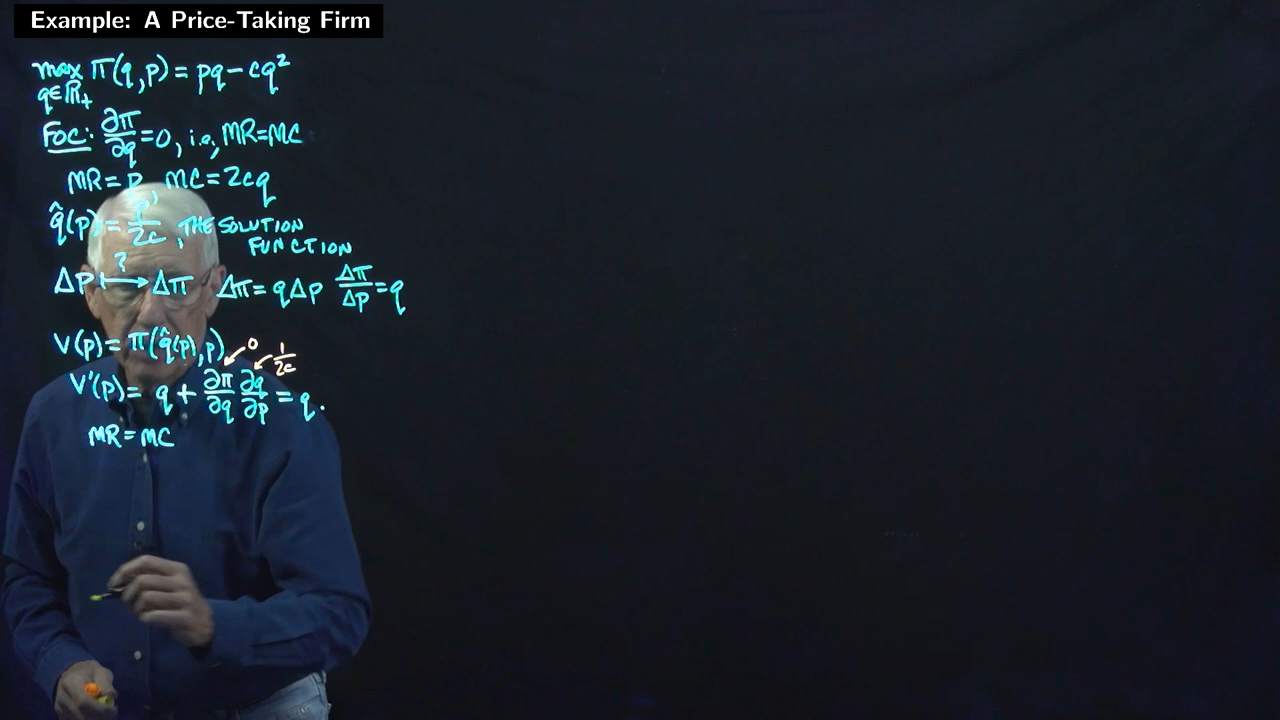 Example: A Price-Taking Firm
max π(q,p) = pq - cq²
q∈ℝ₊
FOC: ∂π/∂q = 0, i.e., MR=MC
MR = p, MC = 2cq
q̂(p) = p/2c, THE SOLUTION
FUNCTION
Δp ?⟼ Δπ Δπ = qΔp Δπ/Δp = q
V(p) = π(q̂(p),p) 0 1/2c
V'(p) = q + ∂π/∂q ∂q/∂p = q.
MR = MC